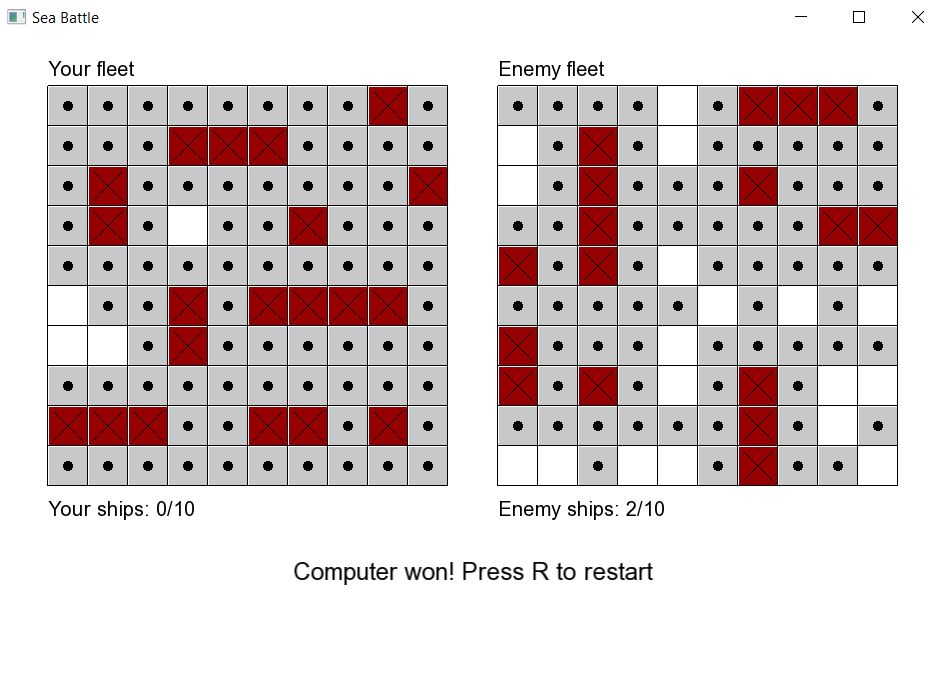 Sea Battle
Your fleet
Enemy fleet
Your ships: 0/10
Enemy ships: 2/10
Computer won! Press R to restart